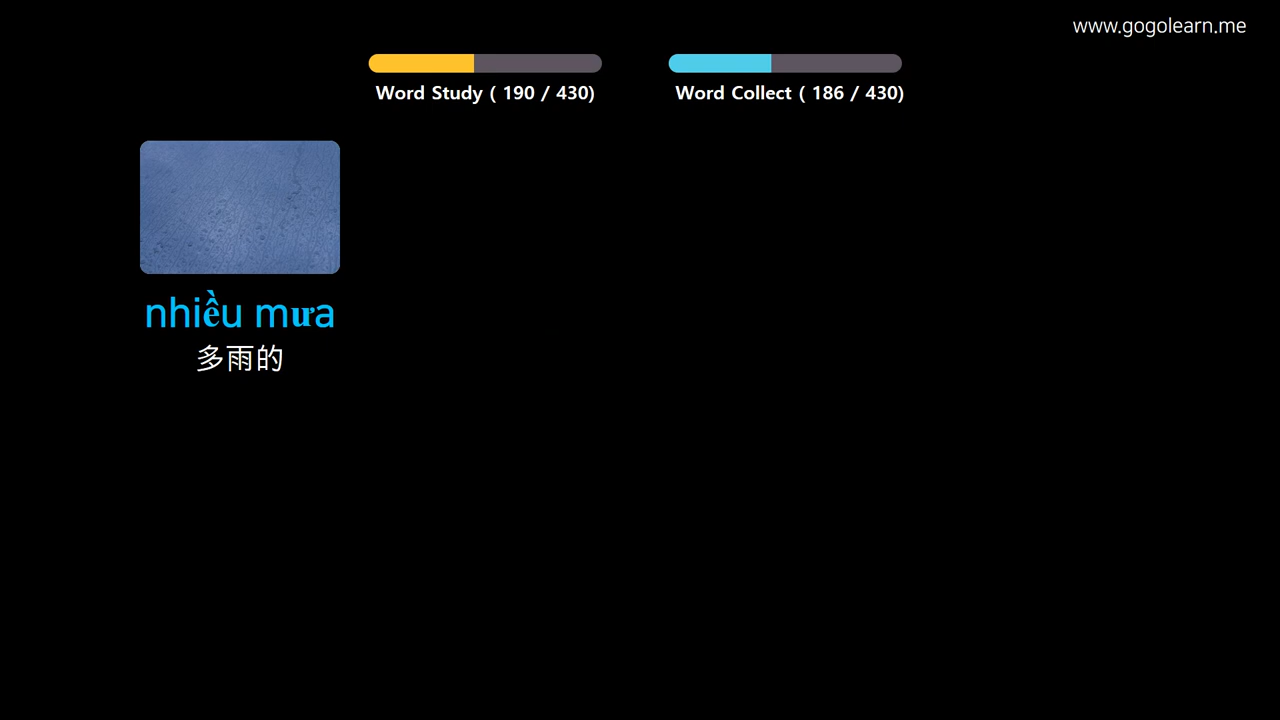 www.gogolearn.me
Word Study ( 190 / 430)
Word Collect ( 186 / 430)
nhiều mưa
多雨的